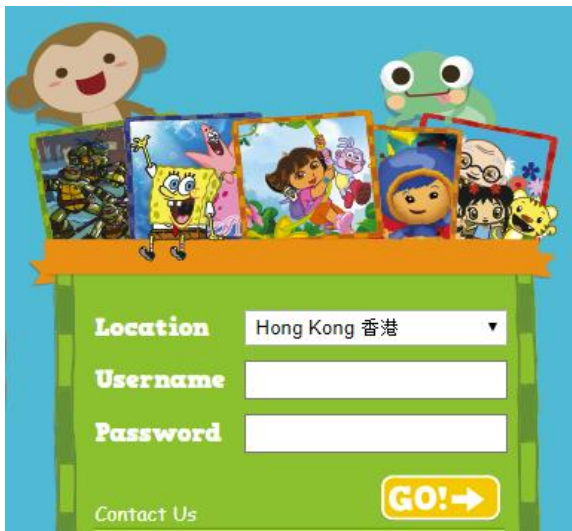 Location Hong Kong 香港
Username
Password
GO!
Contact Us